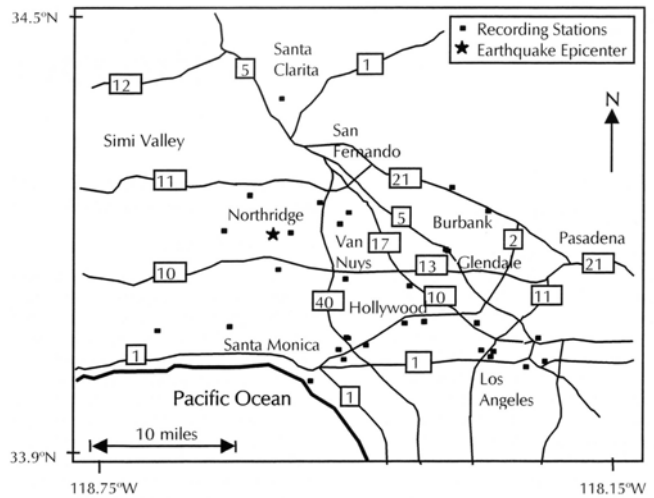 34.5°N
Recording Stations
Earthquake Epicenter
Santa
Clarita
5
1
12
N
Simi Valley
San
Fernando
11
21
Northridge
5
Burbank
Van
Nuys
17
2
Pasadena
10
13
Glendale
21
40
Hollywood
10
11
Santa Monica
1
1
Los
Angeles
Pacific Ocean
1
10 miles
33.9°N
118.75°W
118.15°W